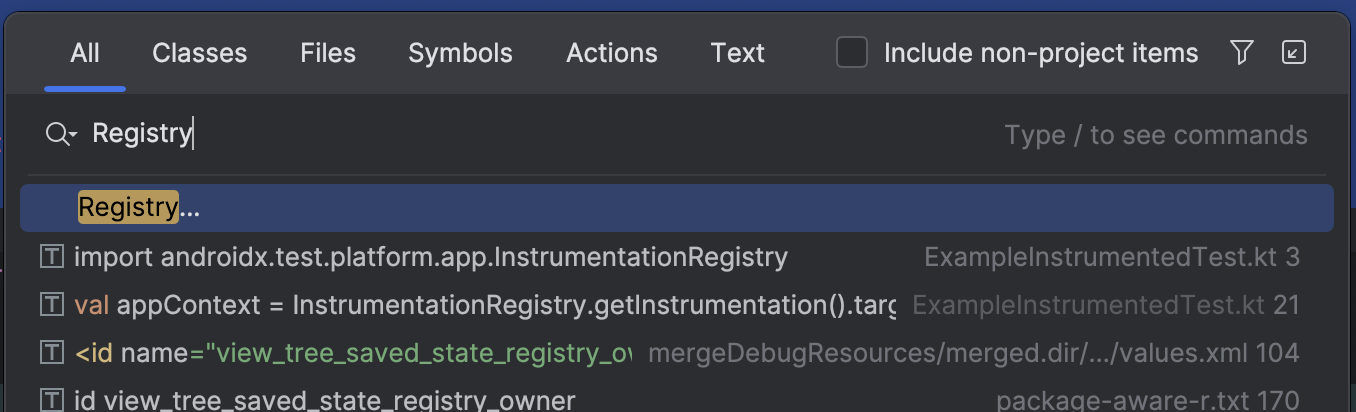 All Classes Files Symbols Actions Text Include non-project items
Registry Type / to see commands
Registry...
T import androidx.test.platform.app.InstrumentationRegistry ExampleInstrumentedTest.kt 3
T val appContext = InstrumentationRegistry.getInstrumentation().targ ExampleInstrumentedTest.kt 21
T <id name="view_tree_saved_state_registry_ow mergeDebugResources/merged.dir/.../values.xml 104
T id view_tree_saved_state_registry_owner package-aware-r.txt 170